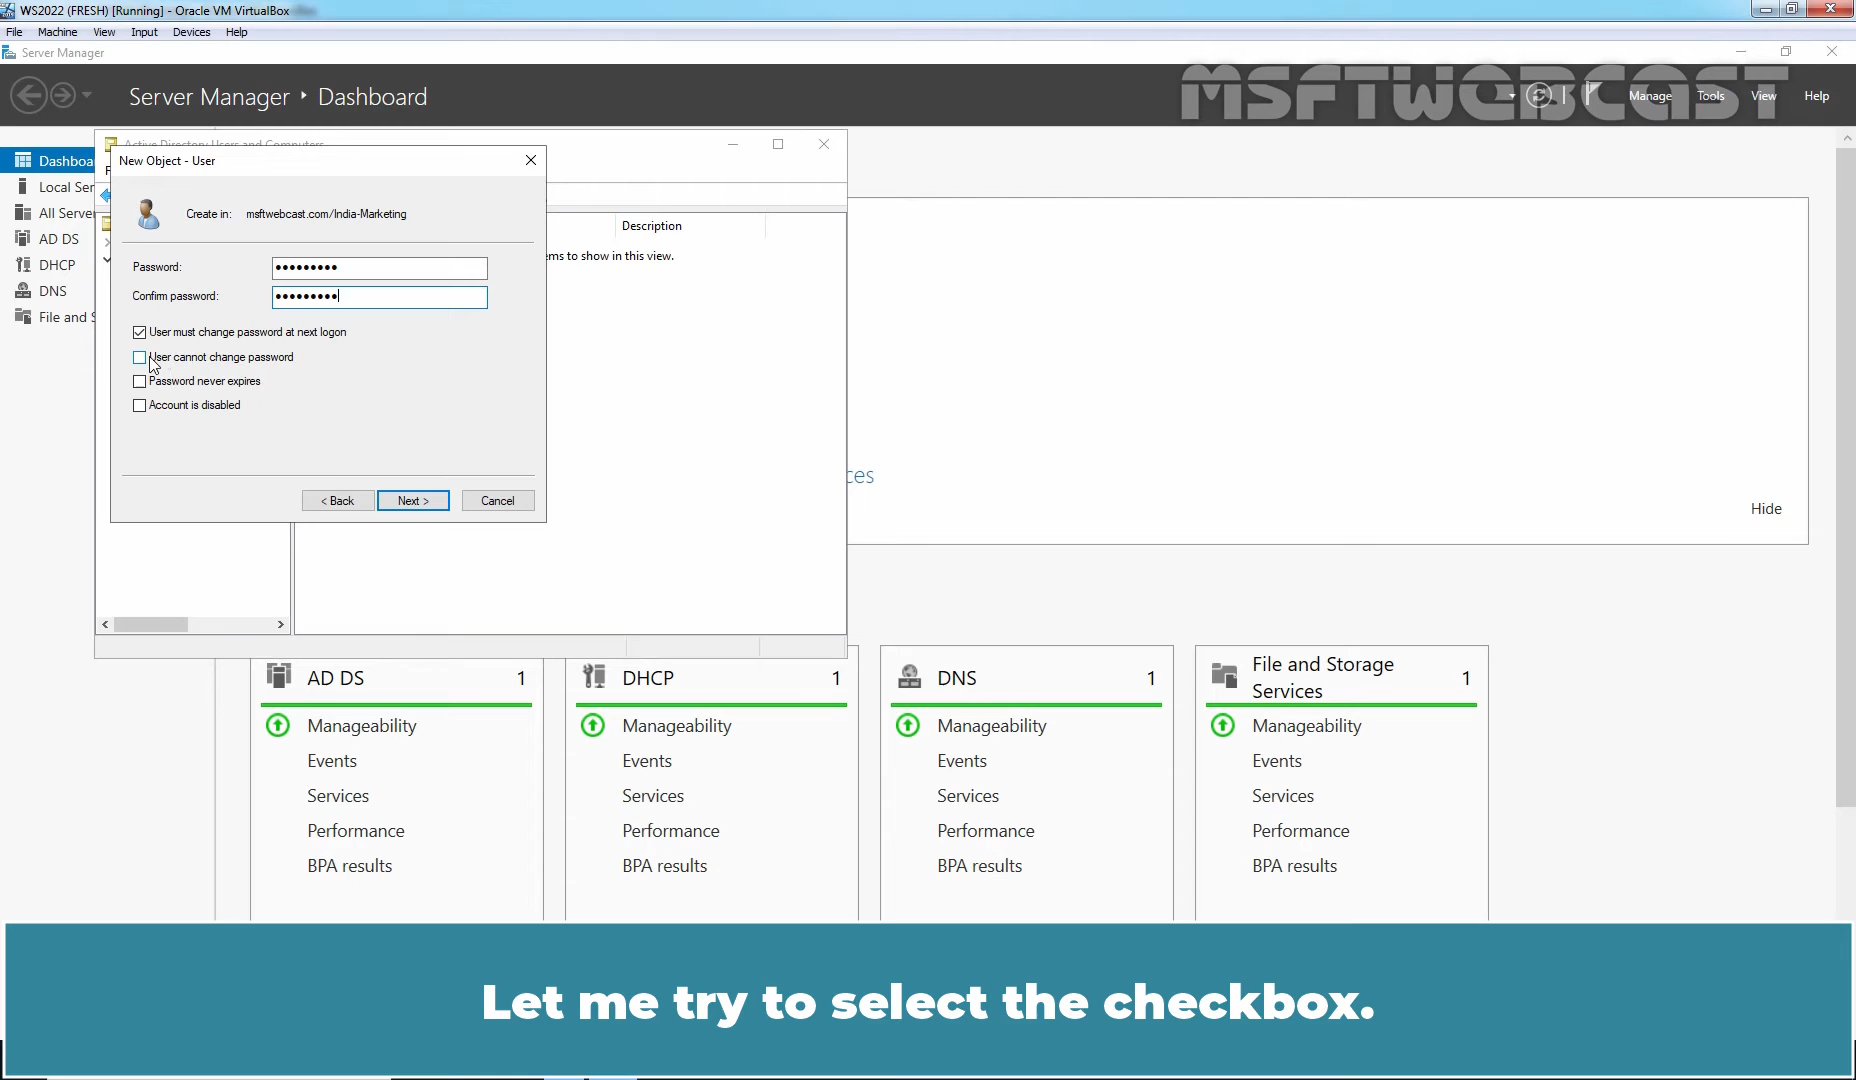 WS2022 (FRESH) [Running] - Oracle VM VirtualBox
File Machine View Input Devices Help
Server Manager
Server Manager Dashboard
MSFTWEBCAST
Manage Tools View Help
Active Directory Users and Computers
New Object - User
Dashboa
Local Ser
All Serve
AD DS
DHCP
DNS
File and S
Create in: msftwebcast.com/India-Marketing
Description
ems to show in this view.
Password: •••••••••
Confirm password: •••••••••
User must change password at next logon
User cannot change password
Password never expires
Account is disabled
< Back Next > Cancel
ces
Hide
AD DS 1
Manageability
Events
Services
Performance
BPA results
DHCP 1
Manageability
Events
Services
Performance
BPA results
DNS 1
Manageability
Events
Services
Performance
BPA results
File and Storage
Services 1
Manageability
Events
Services
Performance
BPA results
Let me try to select the checkbox.